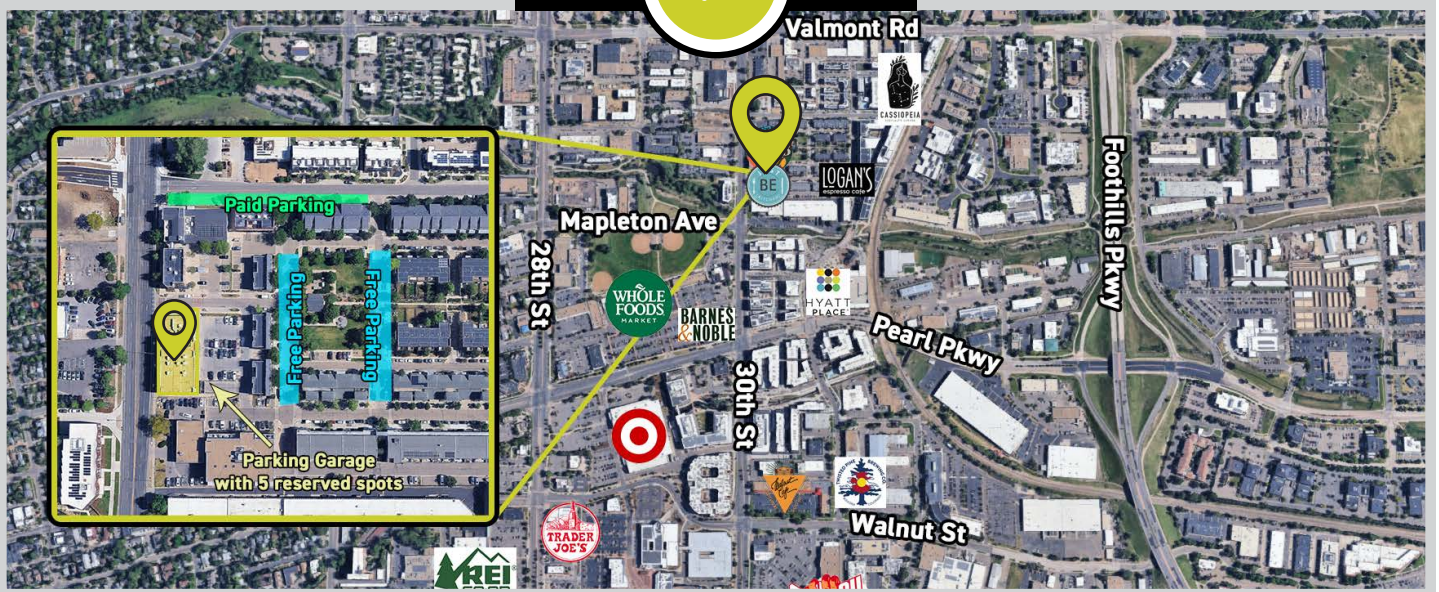 Valmont Rd
CASSIOPEIA
BE
LOGAN'S
espresso cafe
Foothills Pkwy
Mapleton Ave
28th St
WHOLE
FOODS
MARKET
BARNES
&NOBLE
HYATT
PLACE
Pearl Pkwy
30th St
Paid Parking
Free Parking
Free Parking
Parking Garage
with 5 reserved spots
Walnut
Cafe
Walnut St
TRADER
JOE'S
REI